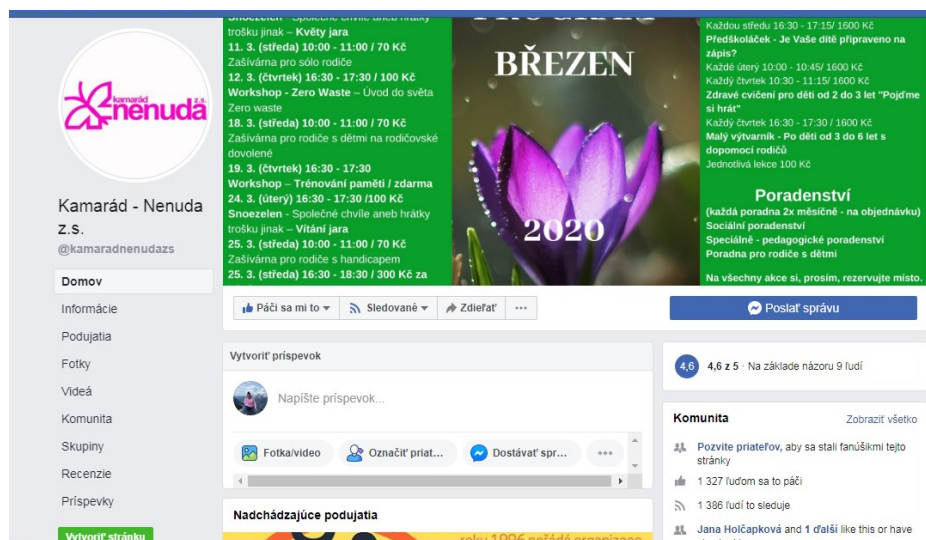 kamarád
nenuda z.s.
Kamarád - Nenuda
z.s.
@kamaradnenudazs
Domov
Informácie
Podujatia
Fotky
Videá
Komunita
Skupiny
Recenzie
Príspevky
Vytvoriť stránku
Snoezelen - Společné chvíle aneb hrátky
trošku jinak – Květy jara
11. 3. (středa) 10:00 - 11:00 / 70 Kč
Zašívárna pro sólo rodiče
12. 3. (čtvrtek) 16:30 - 17:30 / 100 Kč
Workshop - Zero Waste – Úvod do světa
Zero waste
18. 3. (středa) 10:00 - 11:00 / 70 Kč
Zašívárna pro rodiče s dětmi na rodičovské
dovolené
19. 3. (čtvrtek) 16:30 - 17:30
Workshop – Trénování paměti / zdarma
24. 3. (úterý) 16:30 - 17:30 /100 Kč
Snoezelen - Společné chvíle aneb hrátky
trošku jinak – Vítání jara
25. 3. (středa) 10:00 - 11:00 / 70 Kč
Zašívárna pro rodiče s handicapem
25. 3. (středa) 16:30 - 18:30 / 300 Kč za
PROGRAM
BŘEZEN
2020
Každou středu 16:30 - 17:15/ 1600 Kč
Předškoláček - Je Vaše dítě připraveno na
zápis?
Každé úterý 10:00 - 10:45/ 1600 Kč
Každý čtvrtek 10:30 - 11:15/ 1600 Kč
Zdravé cvičení pro děti od 2 do 3 let "Pojďme
si hrát"
Každý čtvrtek 16:30 - 17:30 / 1600 Kč
Malý výtvarník - Po děti od 3 do 6 let s
dopomocí rodičů
Jednotlivá lekce 100 Kč
Poradenství
(každá poradna 2x měsíčně - na objednávku)
Sociální poradenství
Speciálně - pedagogické poradenství
Poradna pro rodiče s dětmi
Na všechny akce si, prosím, rezervujte místo.
Páči sa mi to
Sledované
Zdieľať
Poslať správu
Vytvoriť príspevok
Napíšte príspevok...
Fotka/video
Označiť priat...
Dostávať spr...
Nadchádzajúce podujatia
roku 1996 pořádá organizace
4,6
4,6 z 5 · Na základe názoru 9 ľudí
Komunita
Zobraziť všetko
Pozvite priateľov, aby sa stali fanúšikmi tejto
stránky
1 327 ľuďom sa to páči
1 386 ľudí to sleduje
Jana Holčapková and 1 ďalší like this or have